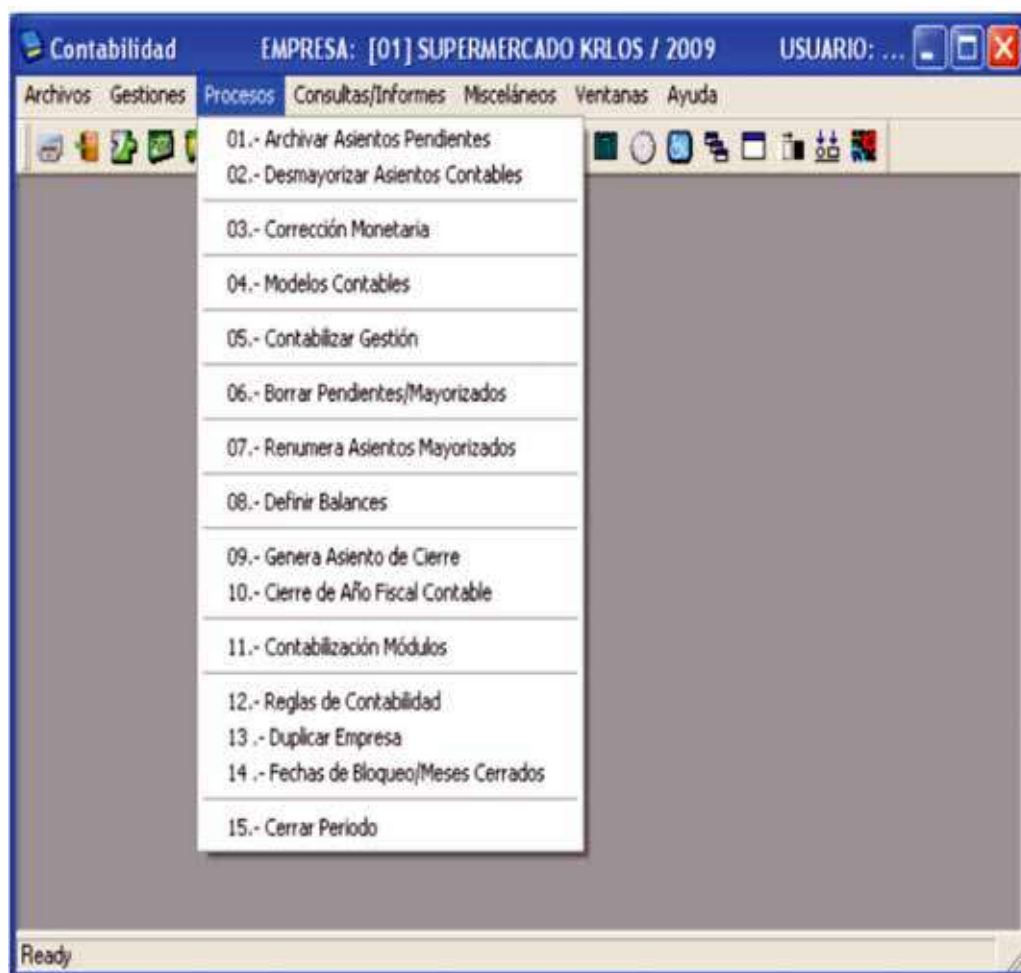 Contabilidad EMPRESA: [01] SUPERMERCADO KRLOS / 2009 USUARIO: ...
Archivos Gestiones Procesos Consultas/Informes Misceláneos Ventanas Ayuda
01.- Archivar Asientos Pendientes
02.- Desmayorizar Asientos Contables
03.- Corrección Monetaria
04.- Modelos Contables
05.- Contabilizar Gestión
06.- Borrar Pendientes/Mayorizados
07.- Renumera Asientos Mayorizados
08.- Definir Balances
09.- Genera Asiento de Cierre
10.- Cierre de Año Fiscal Contable
11.- Contabilización Módulos
12.- Reglas de Contabilidad
13 .- Duplicar Empresa
14 .- Fechas de Bloqueo/Meses Cerrados
15.- Cerrar Periodo
Ready